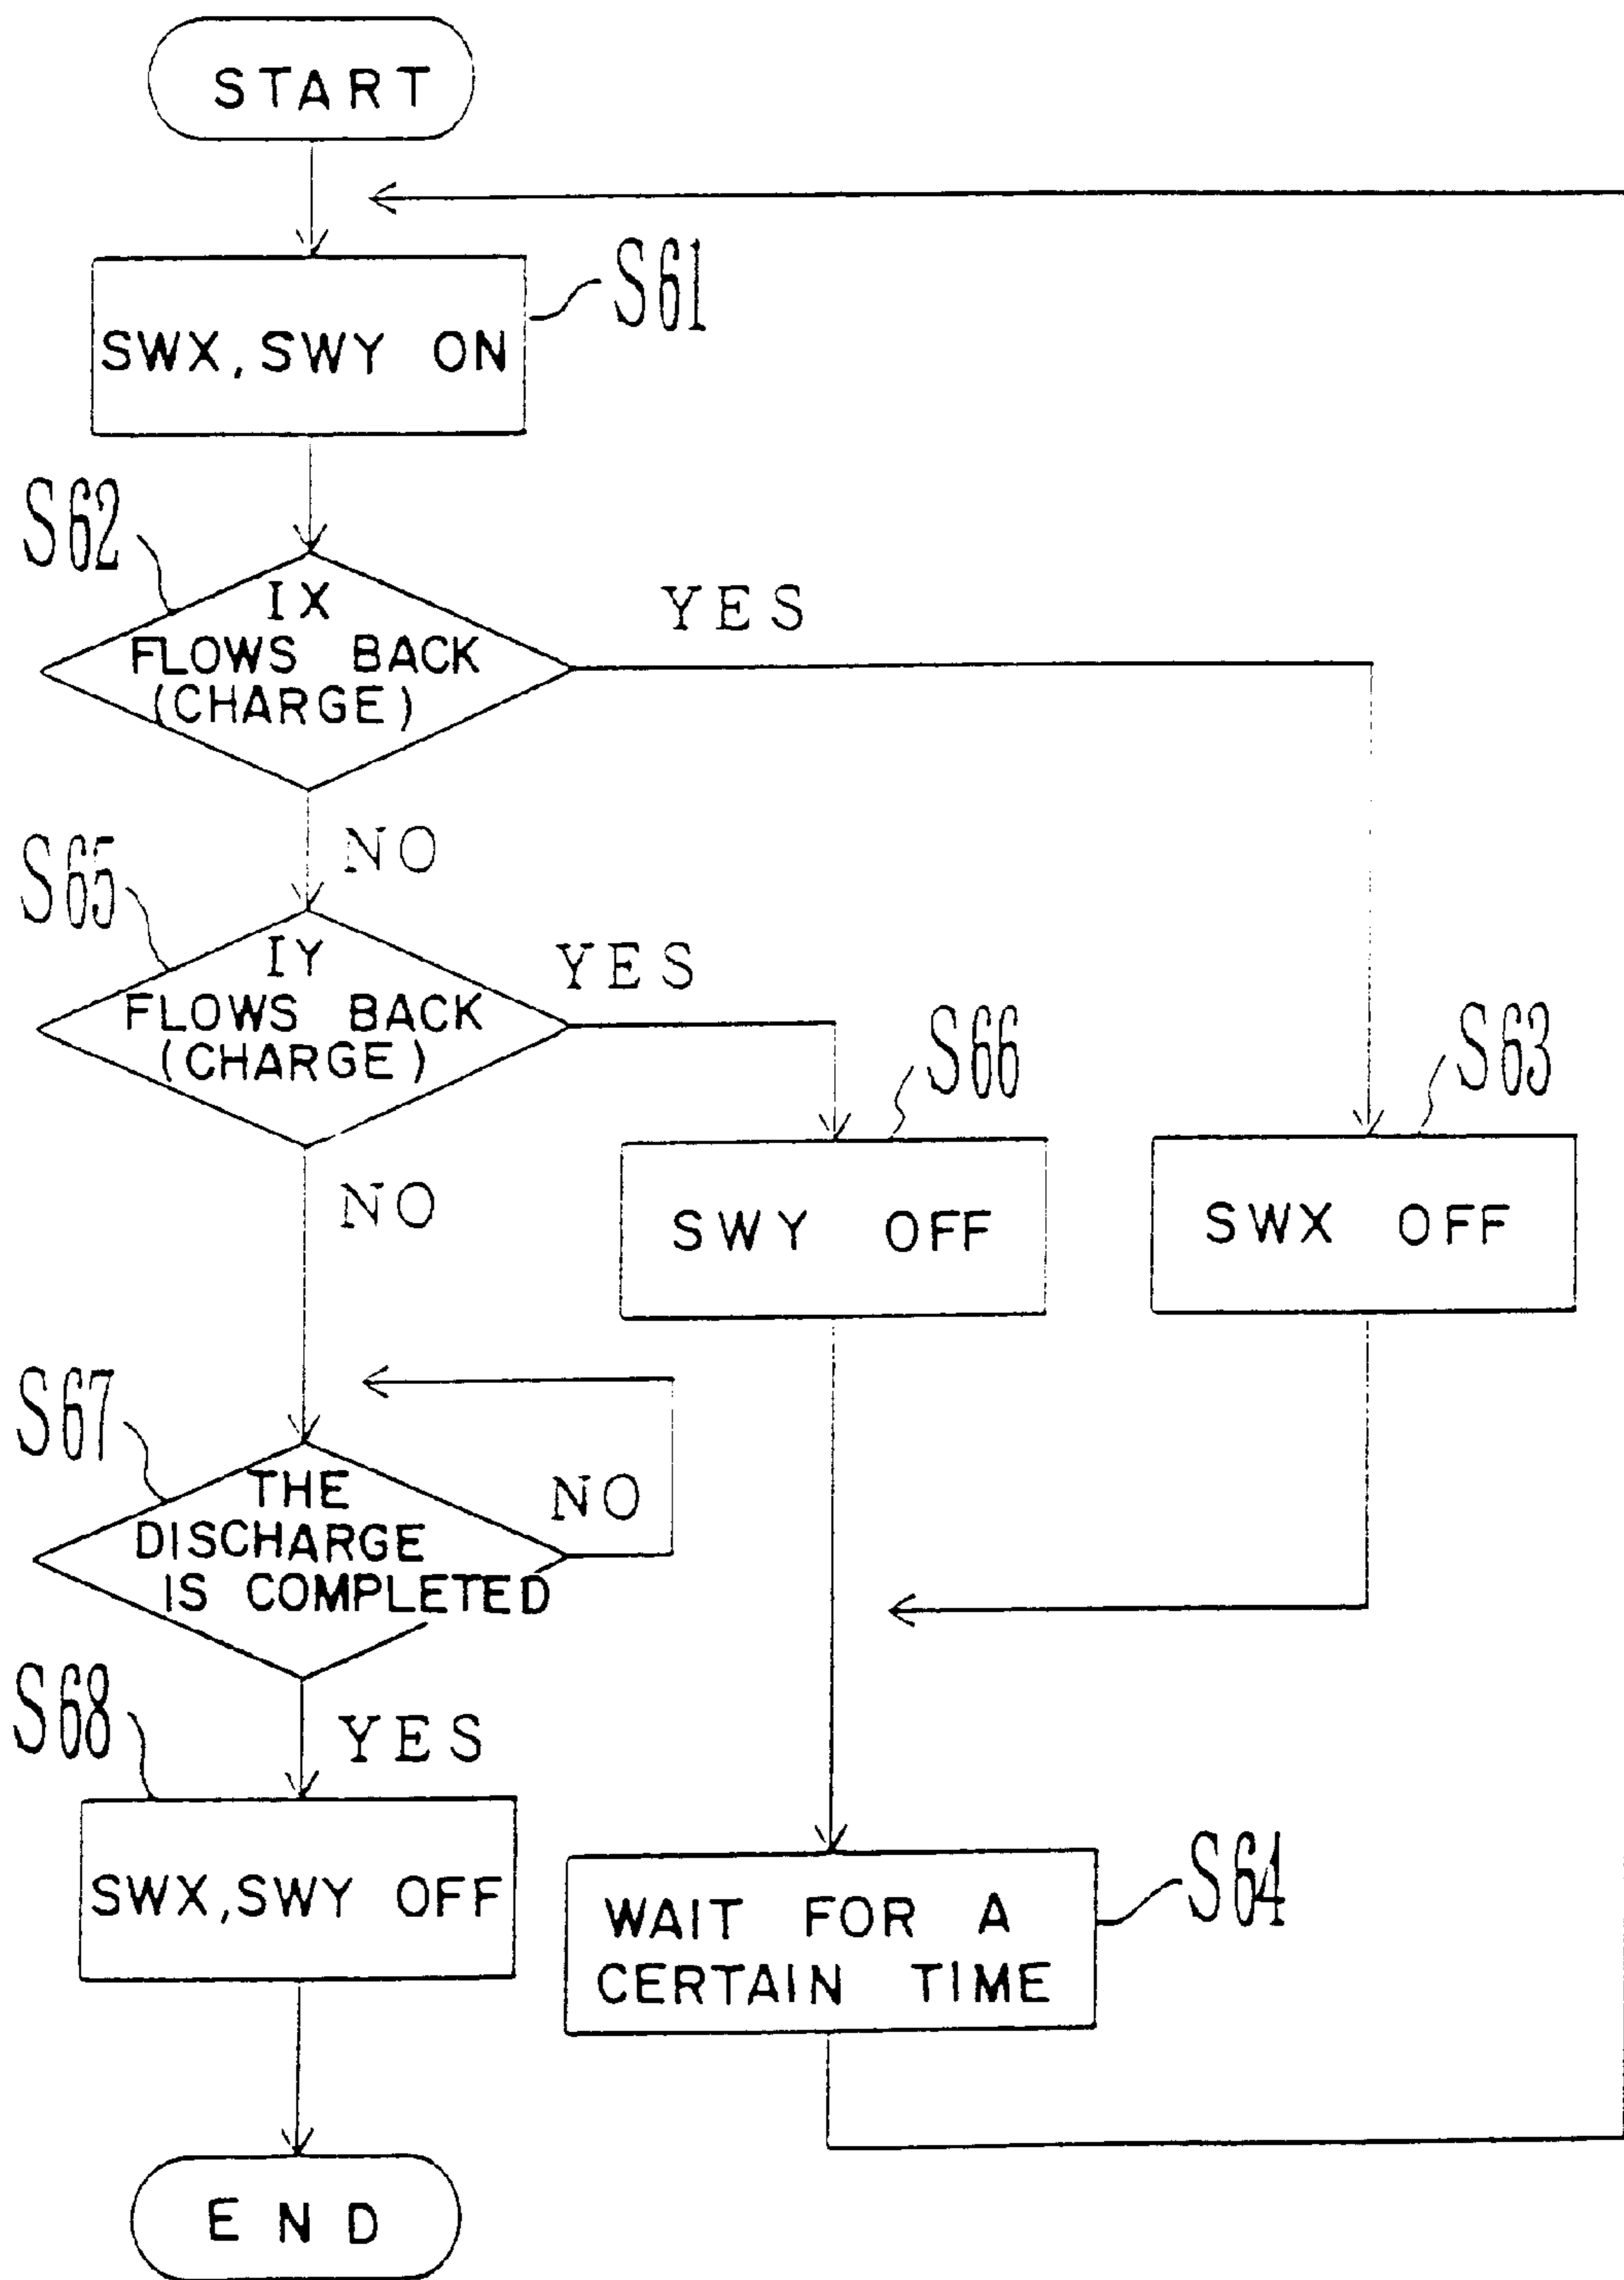 START
S61
SWX, SWY ON
S62
IX
FLOWS BACK
(CHARGE)
YES
NO
S65
IY
FLOWS BACK
(CHARGE)
YES
NO
S66
SWY OFF
S63
SWX OFF
S67
THE
DISCHARGE
IS COMPLETED
NO
YES
S68
SWX, SWY OFF
S64
WAIT FOR A
CERTAIN TIME
END